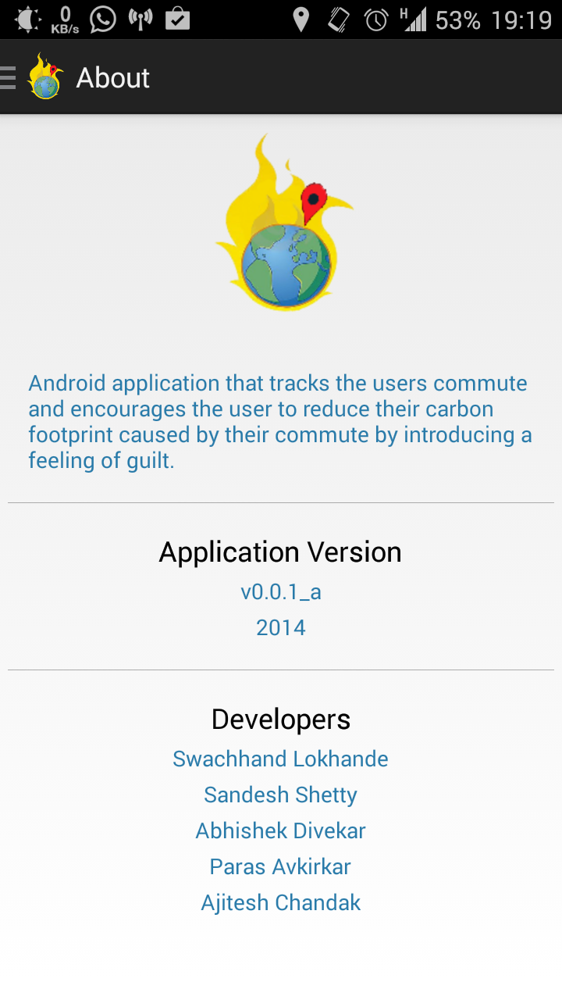 0 KB/s H 53% 19:19
About
Android application that tracks the users commute
and encourages the user to reduce their carbon
footprint caused by their commute by introducing a
feeling of guilt.
Application Version
v0.0.1_a
2014
Developers
Swachhand Lokhande
Sandesh Shetty
Abhishek Divekar
Paras Avkirkar
Ajitesh Chandak